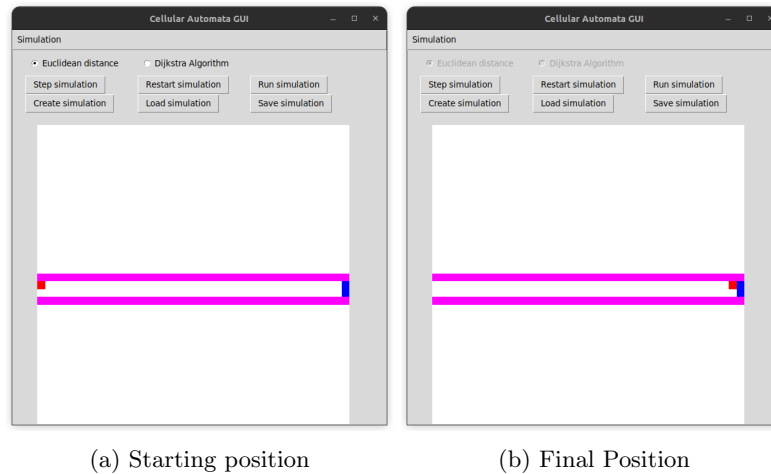 Cellular Automata GUI
Simulation
Euclidean distance Dijkstra Algorithm
Step simulation Restart simulation Run simulation
Create simulation Load simulation Save simulation
(a) Starting position
Cellular Automata GUI
Simulation
Euclidean distance Dijkstra Algorithm
Step simulation Restart simulation Run simulation
Create simulation Load simulation Save simulation
(b) Final Position